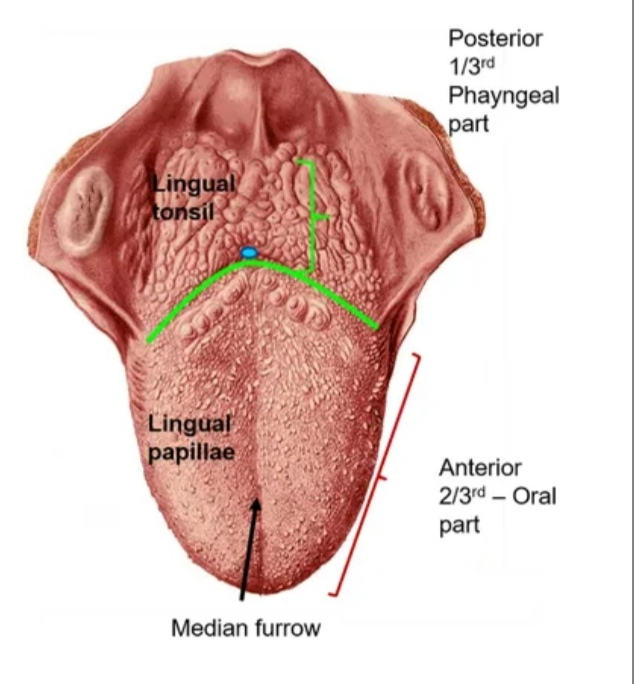 Posterior
1/3rd
Phayngeal
part
Lingual
tonsil
Lingual
papillae
Anterior
2/3rd – Oral
part
Median furrow